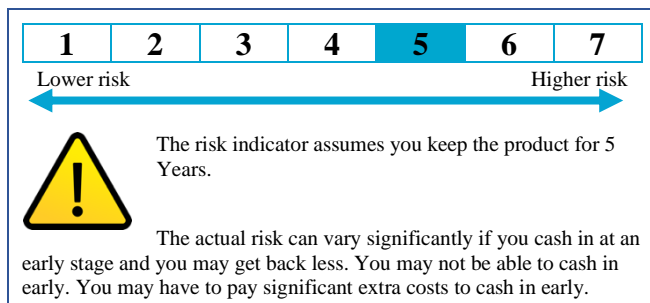 1 2 3 4 5 6 7
Lower risk Higher risk
The risk indicator assumes you keep the product for 5
Years.
The actual risk can vary significantly if you cash in at an
early stage and you may get back less. You may not be able to cash in
early. You may have to pay significant extra costs to cash in early.